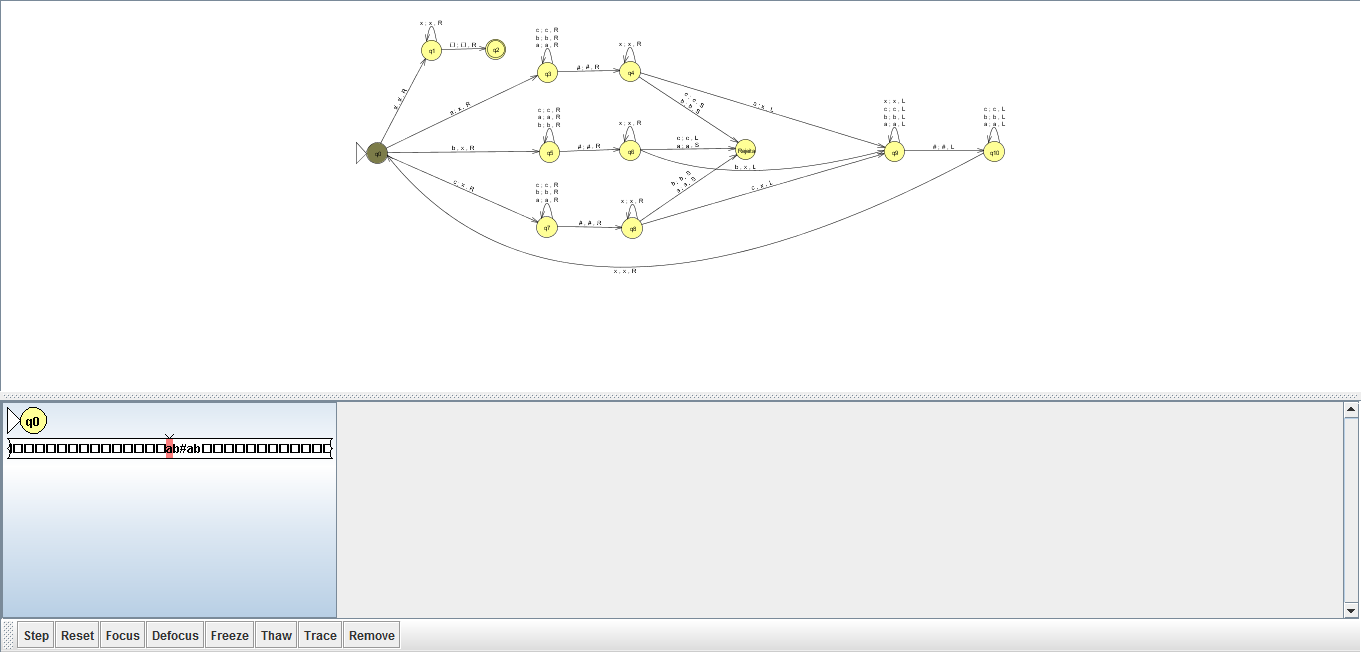 x ; x , R
q1
□ ; □ , R
q2
c ; c , R
b ; b , R
a ; a , R
q3
# ; # , R
x ; x , R
q4
a ; x , R
c ; x , L
c ; c , R
a ; a , R
b ; b , R
q5
# ; # , R
x ; x , R
q6
c ; c , L
a ; a , S
Rejeita
b ; x , L
x ; x , L
c ; c , L
b ; b , L
a ; a , L
q9
# ; # , L
c ; c , L
b ; b , L
a ; a , L
q10
q0
b ; x , R
c ; x , R
c ; c , R
b ; b , R
a ; a , R
q7
# ; # , R
x ; x , R
q8
c ; x , L
x ; x , R
q0
ab#ab
Step Reset Focus Defocus Freeze Thaw Trace Remove